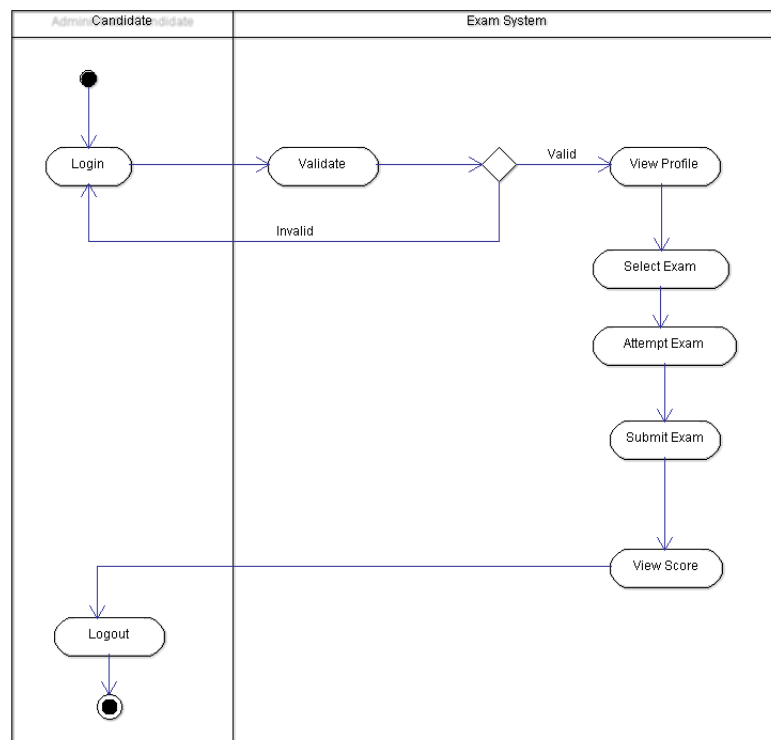 Candidate
Exam System
Login
Validate
Valid
View Profile
Invalid
Select Exam
Attempt Exam
Submit Exam
View Score
Logout